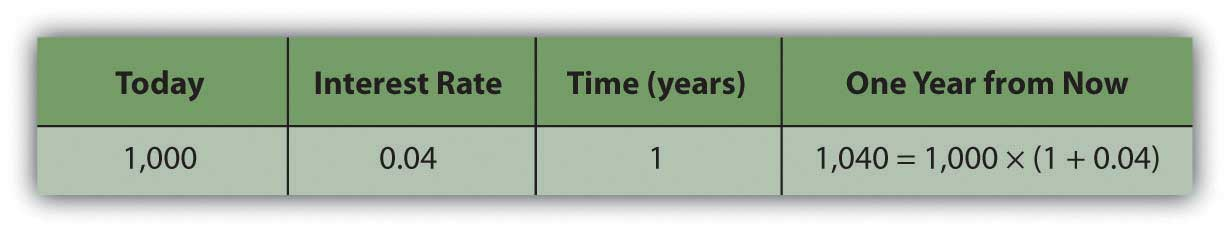 Today Interest Rate Time (years) One Year from Now
1,000 0.04 1 1,040 = 1,000 × (1 + 0.04)